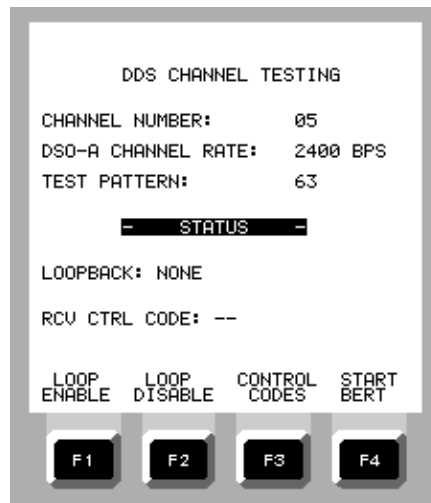 DDS CHANNEL TESTING
CHANNEL NUMBER: 05
DSO-A CHANNEL RATE: 2400 BPS
TEST PATTERN: 63
- STATUS -
LOOPBACK: NONE
RCV CTRL CODE: --
LOOP ENABLE LOOP DISABLE CONTROL CODES START BERT
F1 F2 F3 F4